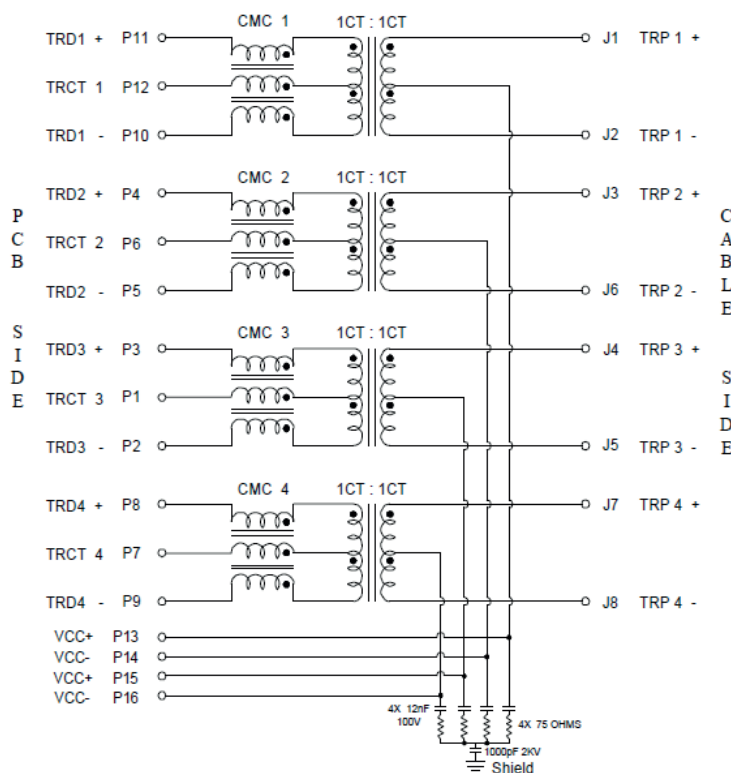 CMC 1 1CT : 1CT
TRD1 + P11 J1 TRP 1 +
TRCT 1 P12
TRD1 - P10 J2 TRP 1 -
CMC 2 1CT : 1CT
TRD2 + P4 J3 TRP 2 +
TRCT 2 P6
TRD2 - P5 J6 TRP 2 -
CMC 3 1CT : 1CT
TRD3 + P3 J4 TRP 3 +
TRCT 3 P1
TRD3 - P2 J5 TRP 3 -
CMC 4 1CT : 1CT
TRD4 + P8 J7 TRP 4 +
TRCT 4 P7
TRD4 - P9 J8 TRP 4 -
VCC+ P13
VCC- P14
VCC+ P15
VCC- P16
4X 12nF
100V
4X 75 OHMS
1000pF 2KV
Shield
PCB SIDE
CABLE SIDE